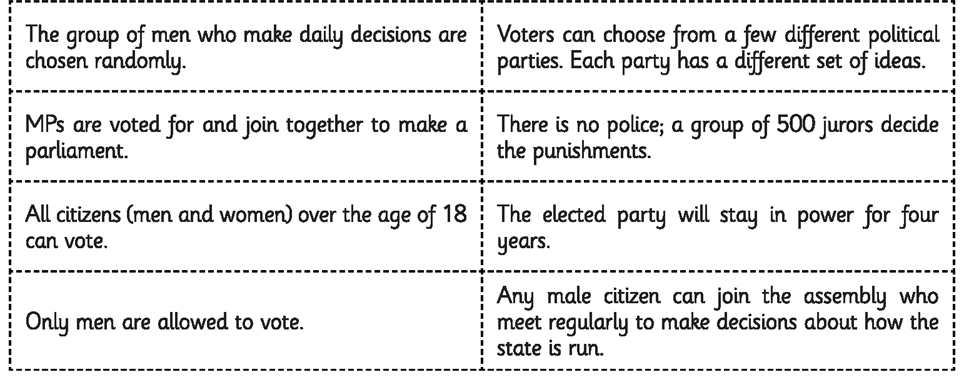 The group of men who make daily decisions are
chosen randomly.
Voters can choose from a few different political
parties. Each party has a different set of ideas.
MPs are voted for and join together to make a
parliament.
There is no police; a group of 500 jurors decide
the punishments.
All citizens (men and women) over the age of 18
can vote.
The elected party will stay in power for four
years.
Only men are allowed to vote.
Any male citizen can join the assembly who
meet regularly to make decisions about how the
state is run.